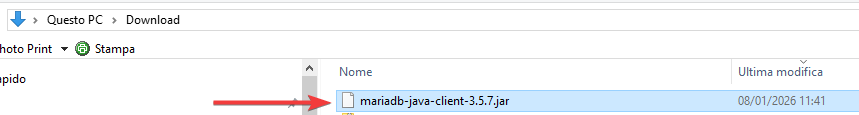 Questo PC > Download
hoto Print Stampa
apido
Nome Ultima modifica
mariadb-java-client-3.5.7.jar 08/01/2026 11:41